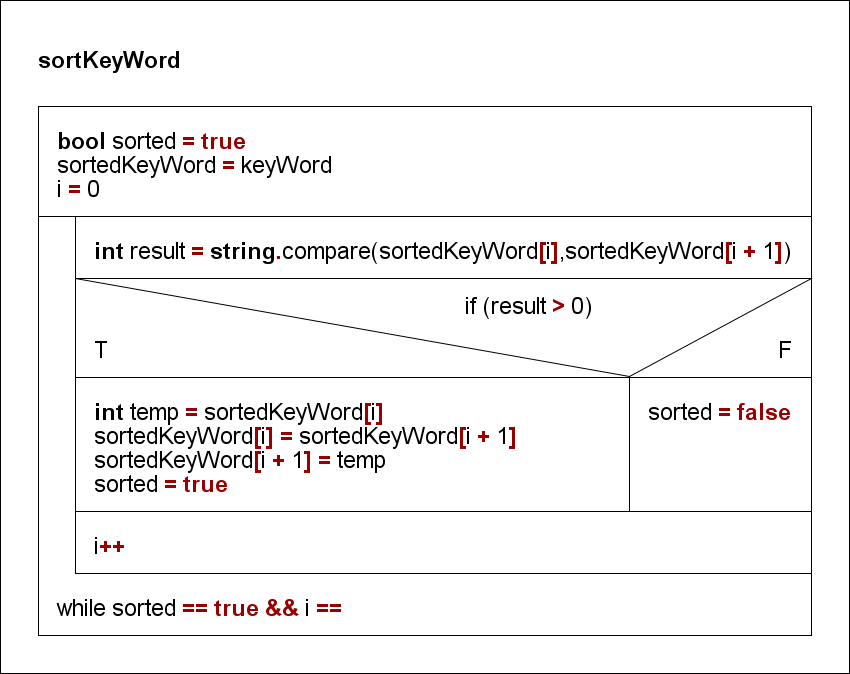 sortKeyWord
bool sorted = true
sortedKeyWord = keyWord
i = 0
int result = string.compare(sortedKeyWord[i],sortedKeyWord[i + 1])
if (result > 0)
T
F
int temp = sortedKeyWord[i]
sortedKeyWord[i] = sortedKeyWord[i + 1]
sortedKeyWord[i + 1] = temp
sorted = true
sorted = false
i++
while sorted == true && i ==